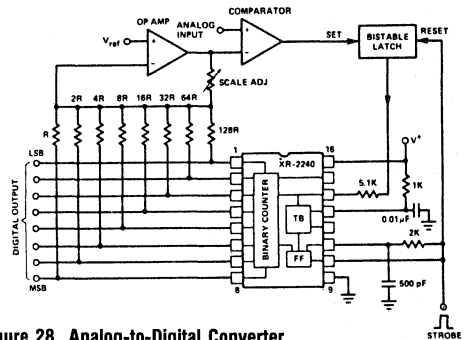 COMPARATOR
OP AMP
ANALOG
INPUT
Vref
+
−
+
−
SET
BISTABLE
LATCH
RESET
SCALE ADJ
R
2R
4R
8R
16R
32R
64R
128R
LSB
DIGITAL OUTPUT
MSB
1
16
XR-2240
BINARY COUNTER
TB
FF
8
9
5.1K
V+
1K
0.01µF
2K
500 pF
STROBE
ure 28. Analog-to-Digital Converter